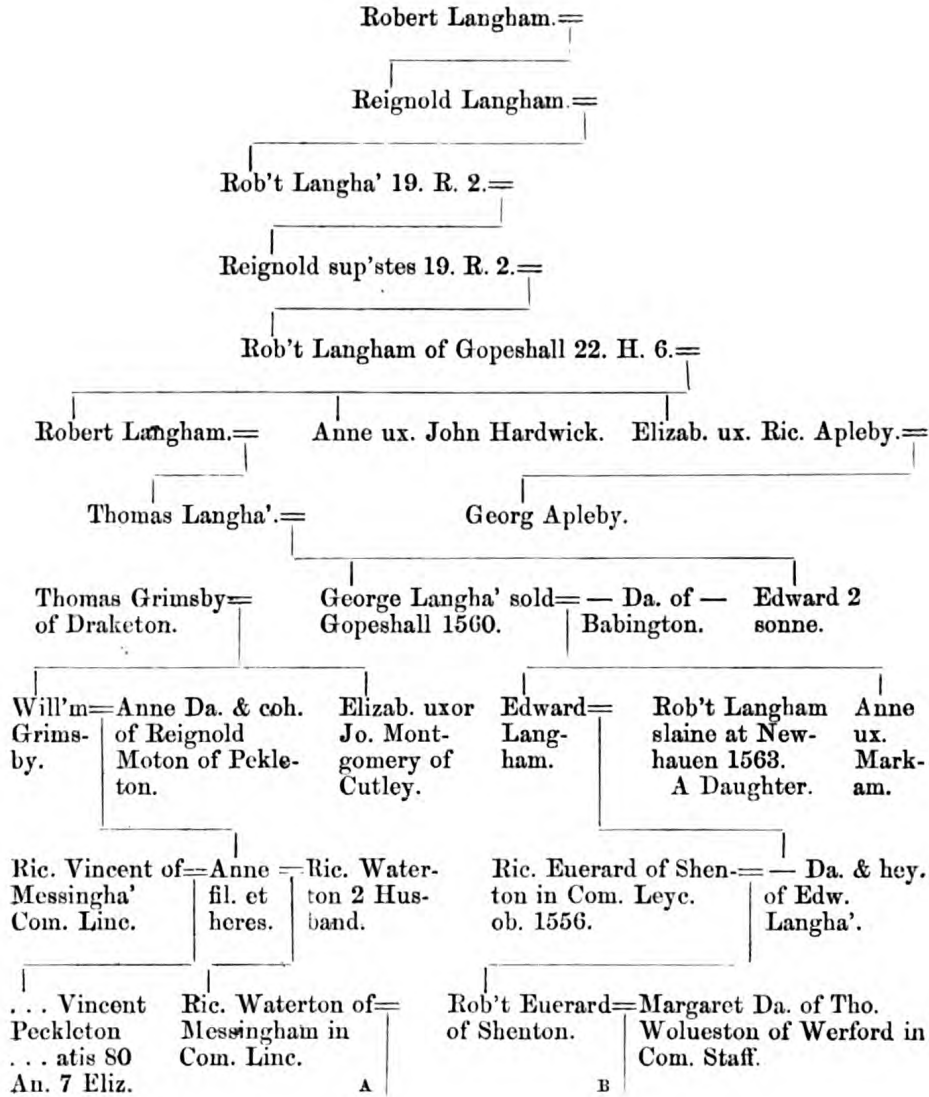 Robert Langham.=
Reignold Langham.=
Rob't Langha' 19. R. 2.=
Reignold sup'stes 19. R. 2.=
Rob't Langham of Gopeshall 22. H. 6.=
Robert Langham.=
Anne ux. John Hardwick.
Elizab. ux. Ric. Apleby.=
Thomas Langha'.=
Georg Apleby.
Thomas Grimsby=
of Draketon.
George Langha' sold=
Gopeshall 1560.
— Da. of —
Babington.
Edward 2
sonne.
Will'm=
Grims-
by.
Anne Da. & coh.
of Reignold
Moton of Pekle-
ton.
Elizab. uxor
Jo. Mont-
gomery of
Cutley.
Edward=
Lang-
ham.
Rob't Langham
slaine at New-
hauen 1563.
A Daughter.
Anne
ux.
Mark-
am.
Ric. Vincent of=
Messingha'
Com. Linc.
Anne =
fil. et
heres.
Ric. Water-
ton 2 Hus-
band.
Ric. Euerard of Shen-=
ton in Com. Leyc.
ob. 1556.
— Da. & hey.
of Edw.
Langha'.
. . . Vincent
Peckleton
. . . atis 80
An. 7 Eliz.
Ric. Waterton of=
Messingham in
Com. Linc.
A
Rob't Euerard=
of Shenton.
B
Margaret Da. of Tho.
Wolueston of Werford in
Com. Staff.